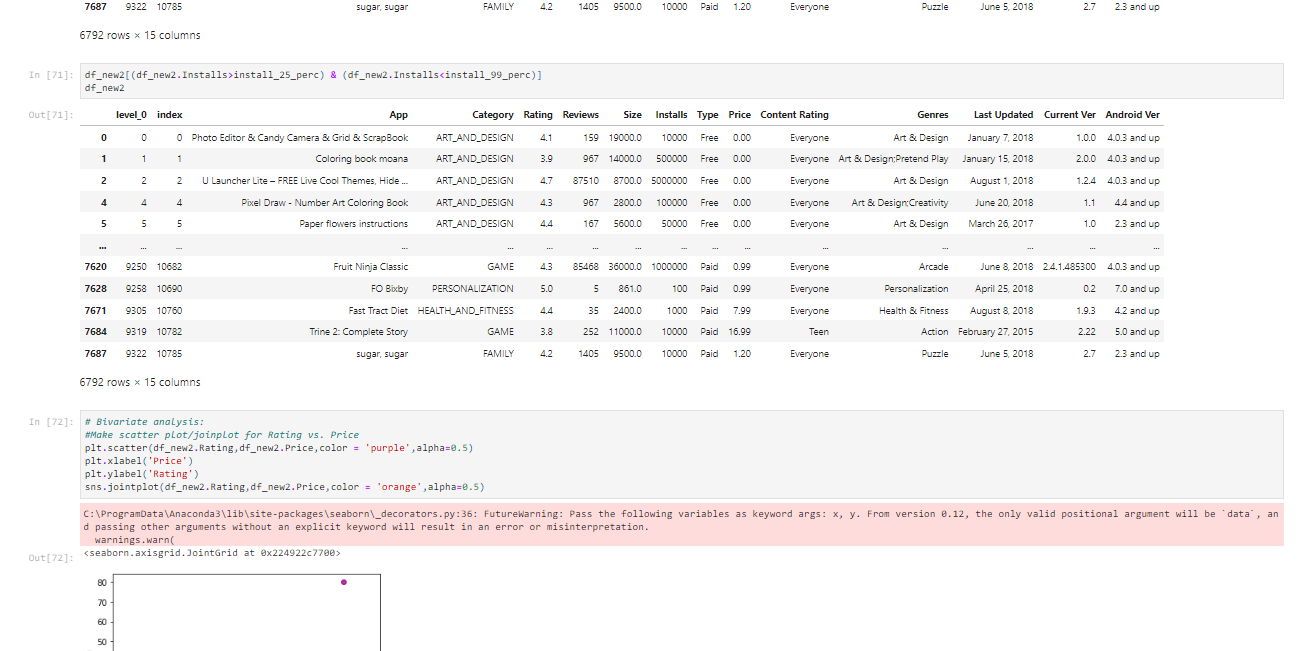 7687 9322 10785 sugar, sugar FAMILY 4.2 1405 9500.0 10000 Paid 1.20 Everyone Puzzle June 5, 2018 2.7 2.3 and up
6792 rows × 15 columns
In [71]: df_new2[(df_new2.Installs>install_25_perc) & (df_new2.Installs<install_99_perc)]
df_new2
Out[71]: level_0 index App Category Rating Reviews Size Installs Type Price Content Rating Genres Last Updated Current Ver Android Ver
0 0 0 Photo Editor & Candy Camera & Grid & ScrapBook ART_AND_DESIGN 4.1 159 19000.0 10000 Free 0.00 Everyone Art & Design January 7, 2018 1.0.0 4.0.3 and up
1 1 1 Coloring book moana ART_AND_DESIGN 3.9 967 14000.0 500000 Free 0.00 Everyone Art & Design;Pretend Play January 15, 2018 2.0.0 4.0.3 and up
2 2 2 U Launcher Lite – FREE Live Cool Themes, Hide ... ART_AND_DESIGN 4.7 87510 8700.0 5000000 Free 0.00 Everyone Art & Design August 1, 2018 1.2.4 4.0.3 and up
4 4 4 Pixel Draw - Number Art Coloring Book ART_AND_DESIGN 4.3 967 2800.0 100000 Free 0.00 Everyone Art & Design;Creativity June 20, 2018 1.1 4.4 and up
5 5 5 Paper flowers instructions ART_AND_DESIGN 4.4 167 5600.0 50000 Free 0.00 Everyone Art & Design March 26, 2017 1.0 2.3 and up
... ... ... ... ... ... ... ... ... ... ... ... ... ... ... ...
7620 9250 10682 Fruit Ninja Classic GAME 4.3 85468 36000.0 1000000 Paid 0.99 Everyone Arcade June 8, 2018 2.4.1.485300 4.0.3 and up
7628 9258 10690 FO Bixby PERSONALIZATION 5.0 5 861.0 100 Paid 0.99 Everyone Personalization April 25, 2018 0.2 7.0 and up
7671 9305 10760 Fast Tract Diet HEALTH_AND_FITNESS 4.4 35 2400.0 1000 Paid 7.99 Everyone Health & Fitness August 8, 2018 1.9.3 4.2 and up
7684 9319 10782 Trine 2: Complete Story GAME 3.8 252 11000.0 10000 Paid 16.99 Teen Action February 27, 2015 2.22 5.0 and up
7687 9322 10785 sugar, sugar FAMILY 4.2 1405 9500.0 10000 Paid 1.20 Everyone Puzzle June 5, 2018 2.7 2.3 and up
6792 rows × 15 columns
In [72]: # Bivariate analysis:
#Make scatter plot/joinplot for Rating vs. Price
plt.scatter(df_new2.Rating,df_new2.Price,color = 'purple',alpha=0.5)
plt.xlabel('Price')
plt.ylabel('Rating')
sns.jointplot(df_new2.Rating,df_new2.Price,color = 'orange',alpha=0.5)
C:\ProgramData\Anaconda3\lib\site-packages\seaborn\_decorators.py:36: FutureWarning: Pass the following variables as keyword args: x, y. From version 0.12, the only valid positional argument will be `data`, an
d passing other arguments without an explicit keyword will result in an error or misinterpretation.
warnings.warn(
Out[72]: <seaborn.axisgrid.JointGrid at 0x224922c7700>
80
70
60
50